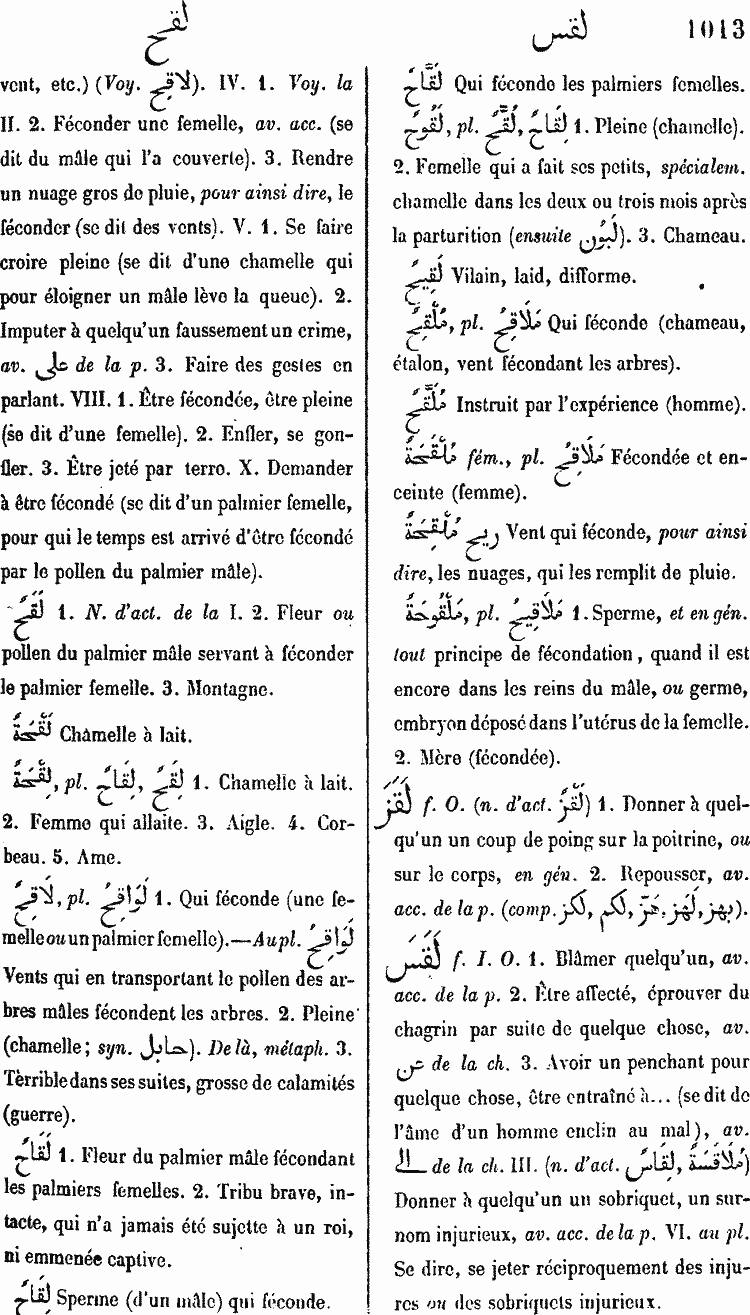 لقح
لقس
1013
vent, etc.) (Voy. لَاقِحٌ). IV. 1. Voy. la
II. 2. Féconder une femelle, av. acc. (se
dit du mâle qui l'a couverte). 3. Rendre
un nuage gros de pluie, pour ainsi dire, le
féconder (se dit des vents). V. 1. Se faire
croire pleine (se dit d'une chamelle qui
pour éloigner un mâle lève la queue). 2.
Imputer à quelqu'un faussement un crime,
av. على de la p. 3. Faire des gestes en
parlant. VIII. 1. Être fécondée, être pleine
(se dit d'une femelle). 2. Enfler, se gon-
fler. 3. Être jeté par terre. X. Demander
à être fécondé (se dit d'un palmier femelle,
pour qui le temps est arrivé d'être fécondé
par le pollen du palmier mâle).
لَقَحٌ 1. N. d'act. de la I. 2. Fleur ou
pollen du palmier mâle servant à féconder
le palmier femelle. 3. Montagne.
لَقْحَةٌ Chamelle à lait.
لِقْحَةٌ, pl. لِقَاحٌ, لِقَحٌ 1. Chamelle à lait.
2. Femme qui allaite. 3. Aigle. 4. Cor-
beau. 5. Ame.
لَاقِحٌ, pl. لَوَاقِحُ 1. Qui féconde (une fe-
melle ou un palmier femelle).—Au pl. لَوَاقِحُ
Vents qui en transportant le pollen des ar-
bres mâles fécondent les arbres. 2. Pleine
(chamelle; syn. حابل). De là, métaph. 3.
Terrible dans ses suites, grosse de calamités
(guerre).
لَقَاحٌ 1. Fleur du palmier mâle fécondant
les palmiers femelles. 2. Tribu brave, in-
tacte, qui n'a jamais été sujette à un roi,
ni emmenée captive.
لِقَاحٌ Sperme (d'un mâle) qui féconde.
لَقَّاحٌ Qui féconde les palmiers femelles.
لَقُوحٌ, pl. لُقَّحٌ, لِقَاحٌ 1. Pleine (chamelle).
2. Femelle qui a fait ses petits, spécialem.
chamelle dans les deux ou trois mois après
la parturition (ensuite لَبُون). 3. Chameau.
لَقِيحٌ Vilain, laid, difforme.
مُلْقِحٌ, pl. مَلَاقِحُ Qui féconde (chameau,
étalon, vent fécondant les arbres).
مُلَقَّحٌ Instruit par l'expérience (homme).
مُلْقَحَةٌ fém., pl. مَلَاقِحُ Fécondée et en-
ceinte (femme).
رِيحٌ مُلْقِحَةٌ Vent qui féconde, pour ainsi
dire, les nuages, qui les remplit de pluie.
مَلْقُوحَةٌ, pl. مَلَاقِيحُ 1. Sperme, et en gén.
tout principe de fécondation, quand il est
encore dans les reins du mâle, ou germe,
embryon déposé dans l'utérus de la femelle.
2. Mère (fécondée).
لَقَزَ f. O. (n. d'act. لَقْزٌ) 1. Donner à quel-
qu'un un coup de poing sur la poitrine, ou
sur le corps, en gén. 2. Repousser, av.
acc. de la p. (comp. لكز, لكم, هَزّ, لَهز, بهز).
لَقَسَ f. I. O. 1. Blâmer quelqu'un, av.
acc. de la p. 2. Être affecté, éprouver du
chagrin par suite de quelque chose, av.
عن de la ch. 3. Avoir un penchant pour
quelque chose, être entraîné à... (se dit de
l'âme d'un homme enclin au mal), av.
الى de la ch. III. (n. d'act. مُلَاقَسَةٌ, لِقَاسٌ)
Donner à quelqu'un un sobriquet, un sur-
nom injurieux, av. acc. de la p. VI. au pl.
Se dire, se jeter réciproquement des inju-
res ou des sobriquets injurieux.